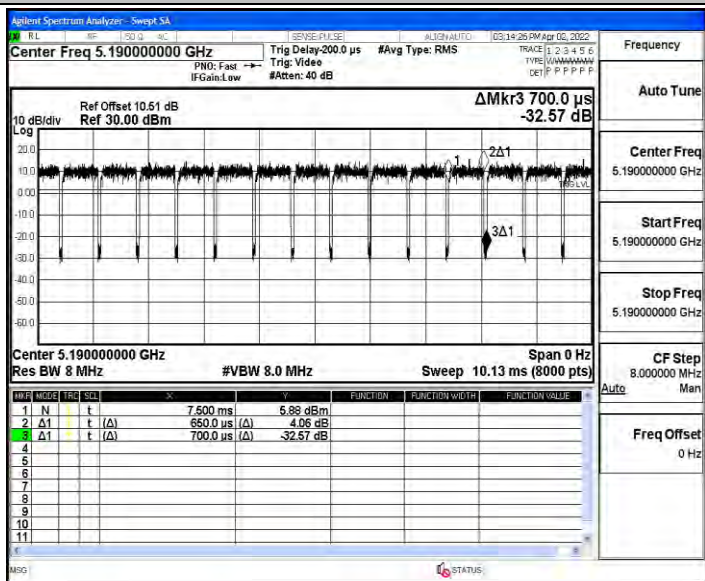 Agilent Spectrum Analyzer - Swept SA
RL RF 50 Ω AC SENSE:PULSE ALIGN AUTO 03:14:26 PM Apr 02, 2022
Center Freq 5.190000000 GHz
PNO: Fast
IFGain:Low
Trig Delay-200.0 µs
Trig: Video
#Atten: 40 dB
#Avg Type: RMS
TRACE 1 2 3 4 5 6
TYPE
DET P P P P P P
ΔMkr3 700.0 µs
-32.57 dB
Ref Offset 10.51 dB
10 dB/div Ref 30.00 dBm
Log
20.0
10.0
0.00
-10.0
-20.0
-30.0
-40.0
-50.0
-60.0
1
2Δ1
3Δ1
TRIG LVL
Center 5.190000000 GHz Span 0 Hz
Res BW 8 MHz #VBW 8.0 MHz Sweep 10.13 ms (8000 pts)
MKR MODE TRC SCL X Y FUNCTION FUNCTION WIDTH FUNCTION VALUE
1 N t 7.500 ms 5.88 dBm
2 Δ1 t (Δ) 650.0 µs (Δ) 4.06 dB
3 Δ1 t (Δ) 700.0 µs (Δ) -32.57 dB
4
5
6
7
8
9
10
11
MSG STATUS
Frequency
Auto Tune
Center Freq
5.190000000 GHz
Start Freq
5.190000000 GHz
Stop Freq
5.190000000 GHz
CF Step
8.000000 MHz
Auto Man
Freq Offset
0 Hz